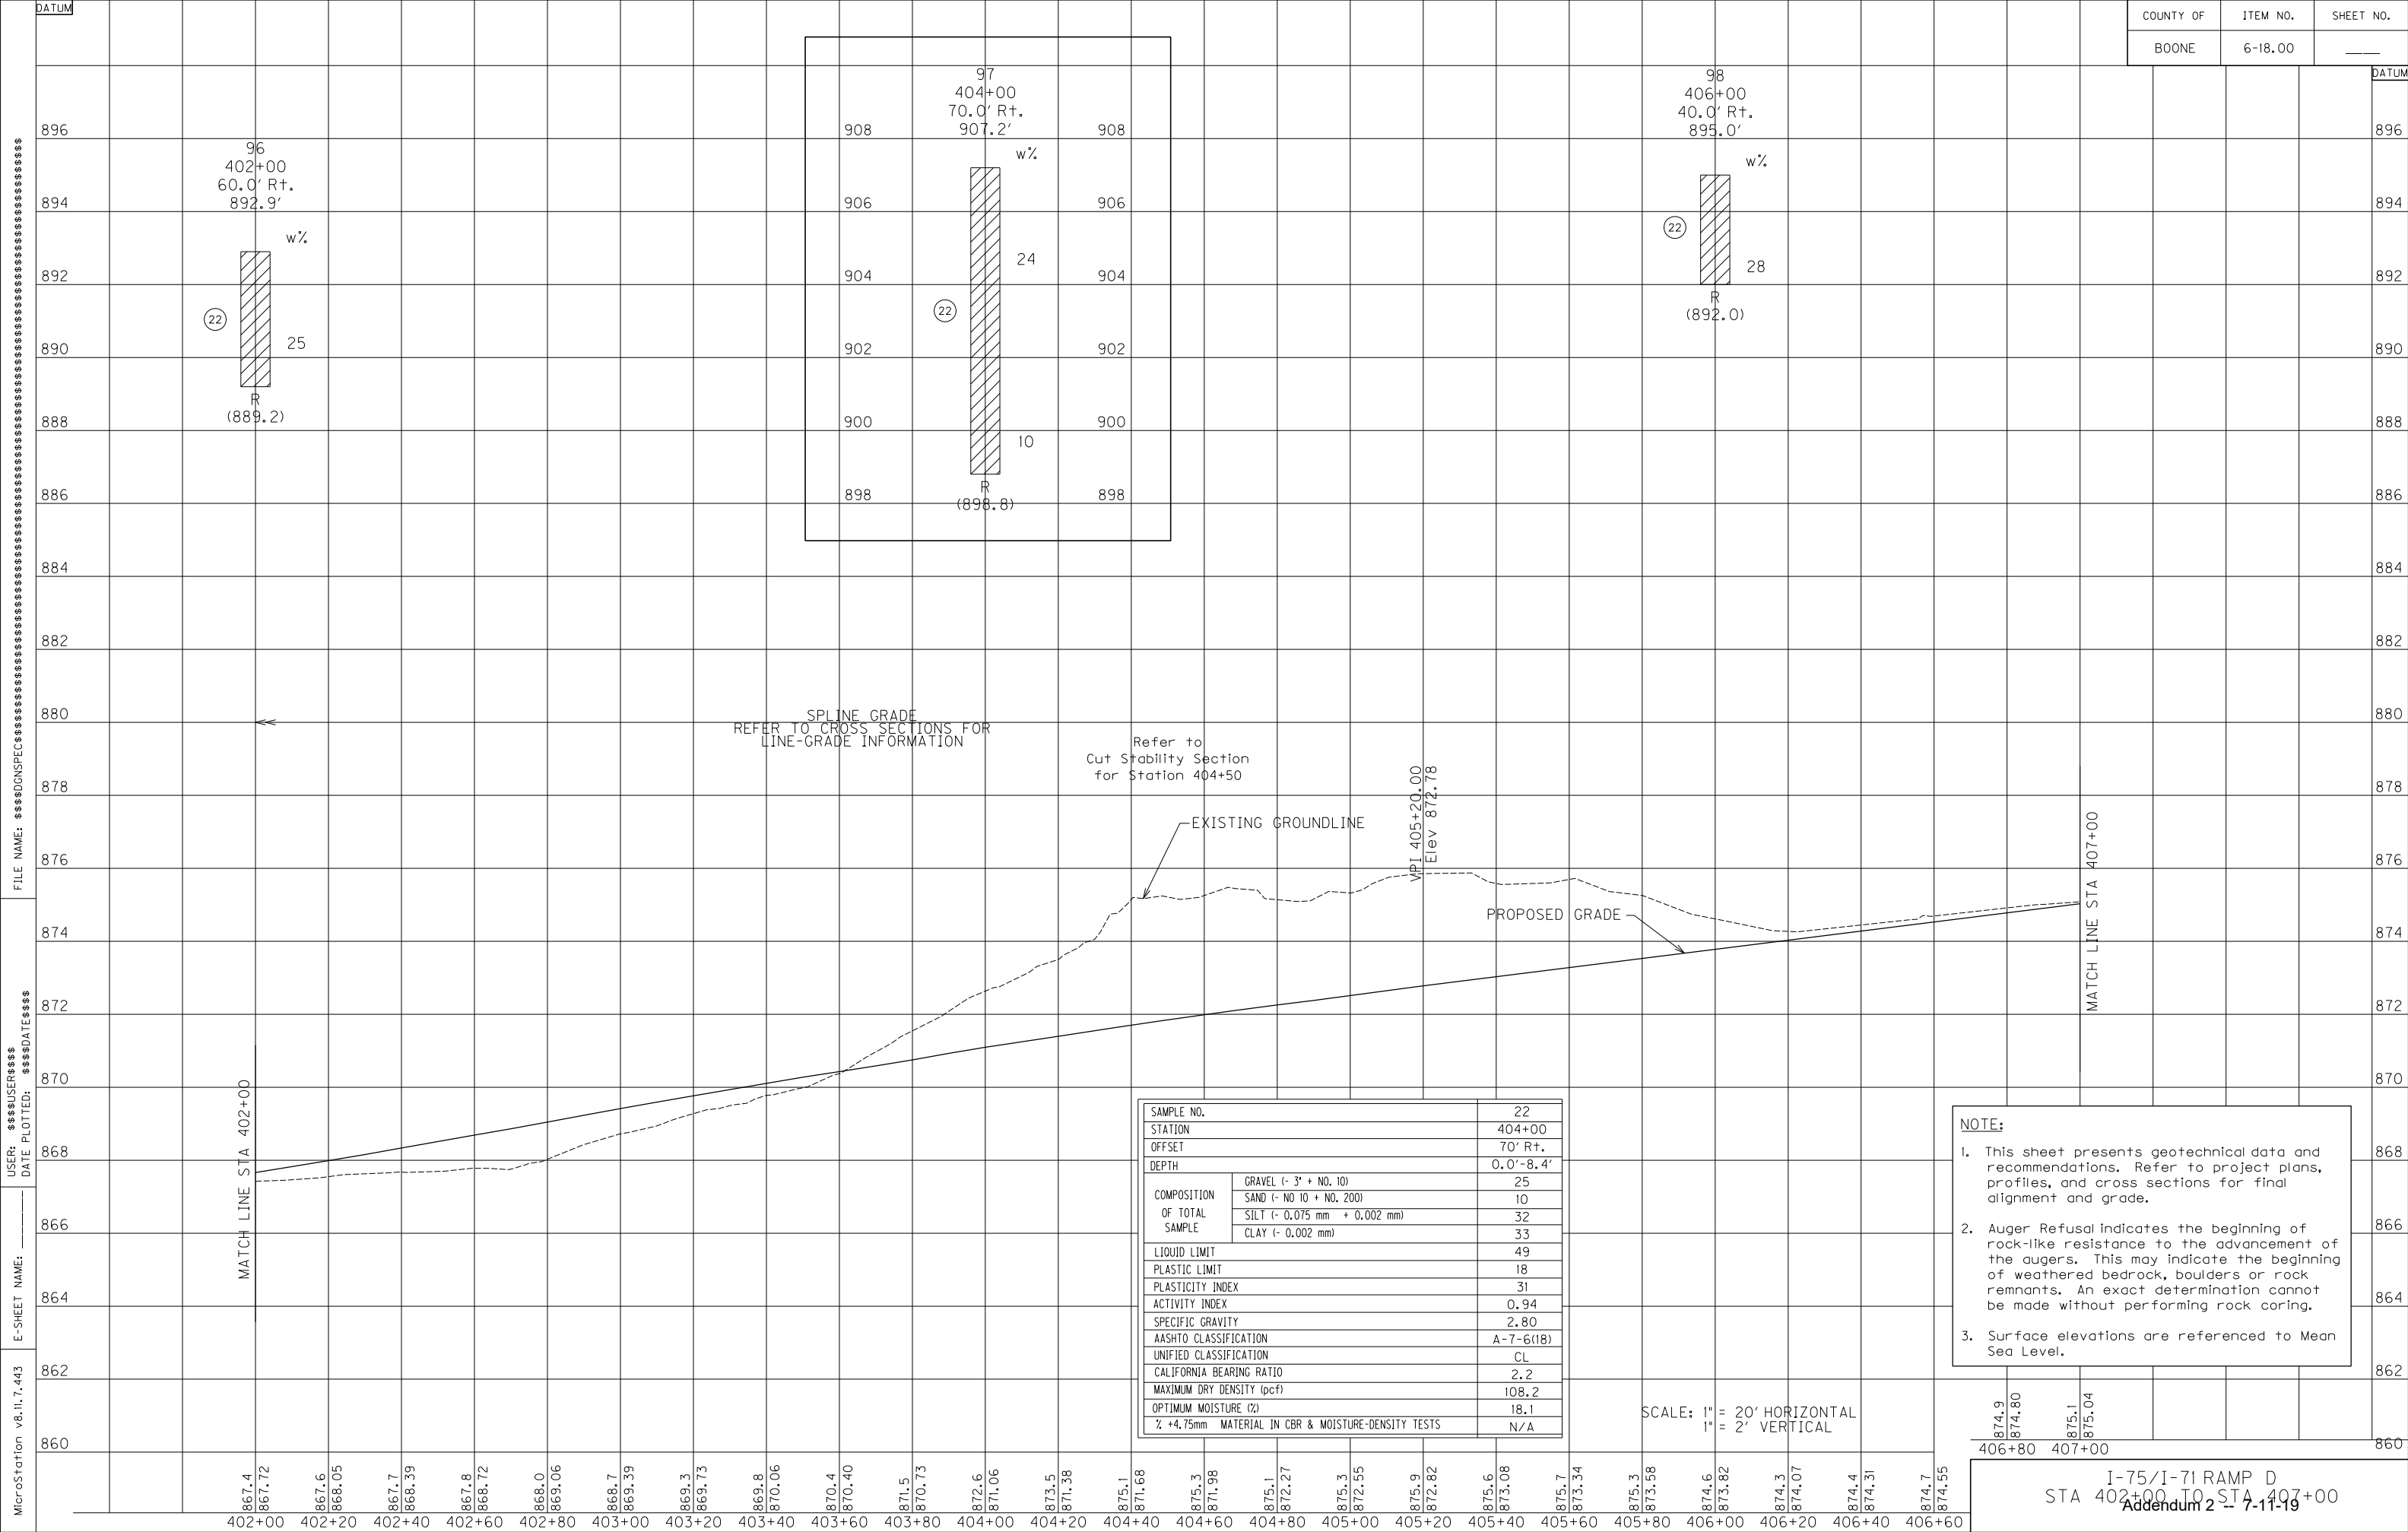 DATUM
COUNTY OF ITEM NO. SHEET NO.
BOONE 6-18.00 ____
DATUM
97
404+00
70.0' Rt.
907.2'
w%
98
406+00
40.0' Rt.
895.0'
w%
96
402+00
60.0' Rt.
892.9'
w%
896 908 908 896
894 906 906 894
22 24 28
892 904 904 892
22 25 22
R
(892.0)
890 902 902 890
R
(889.2)
888 900 900 888
10
R
(898.8)
886 898 898 886
884 884
882 882
880 880
SPLINE GRADE
REFER TO CROSS SECTIONS FOR
LINE-GRADE INFORMATION
Refer to
Cut Stability Section
for Station 404+50
878 878
VPI 405+20.00
Elev 872.78
EXISTING GROUNDLINE
876 876
PROPOSED GRADE
874 874
MATCH LINE STA 407+00
872 872
870 870
MATCH LINE STA 402+00
868 868
866 866
864 864
862 862
860 860
SAMPLE NO. 22
STATION 404+00
OFFSET 70' Rt.
DEPTH 0.0'-8.4'
COMPOSITION
OF TOTAL
SAMPLE
GRAVEL (- 3" + NO. 10) 25
SAND (- NO 10 + NO. 200) 10
SILT (- 0.075 mm + 0.002 mm) 32
CLAY (- 0.002 mm) 33
LIQUID LIMIT 49
PLASTIC LIMIT 18
PLASTICITY INDEX 31
ACTIVITY INDEX 0.94
SPECIFIC GRAVITY 2.80
AASHTO CLASSIFICATION A-7-6(18)
UNIFIED CLASSIFICATION CL
CALIFORNIA BEARING RATIO 2.2
MAXIMUM DRY DENSITY (pcf) 108.2
OPTIMUM MOISTURE (%) 18.1
% +4.75mm MATERIAL IN CBR & MOISTURE-DENSITY TESTS N/A
NOTE:
1. This sheet presents geotechnical data and
recommendations. Refer to project plans,
profiles, and cross sections for final
alignment and grade.
2. Auger Refusal indicates the beginning of
rock-like resistance to the advancement of
the augers. This may indicate the beginning
of weathered bedrock, boulders or rock
remnants. An exact determination cannot
be made without performing rock coring.
3. Surface elevations are referenced to Mean
Sea Level.
SCALE: 1" = 20' HORIZONTAL
1" = 2' VERTICAL
867.4 867.6 867.7 867.8 868.0 868.7 869.3 869.8 870.4 871.5 872.6 873.5 875.1 875.3 875.1 875.3 875.9 875.6 875.7 875.3 874.6 874.3 874.4 874.7 874.9 875.1
867.72 868.05 868.39 868.72 869.06 869.39 869.73 870.06 870.40 870.73 871.06 871.38 871.68 871.98 872.27 872.55 872.82 873.08 873.34 873.58 873.82 874.07 874.31 874.55 874.80 875.04
402+00 402+20 402+40 402+60 402+80 403+00 403+20 403+40 403+60 403+80 404+00 404+20 404+40 404+60 404+80 405+00 405+20 405+40 405+60 405+80 406+00 406+20 406+40 406+60 406+80 407+00
I-75/I-71 RAMP D
STA 402+00 TO STA 407+00
Addendum 2 -- 7-11-19
FILE NAME: $$$$DGNSPEC$$$$$$$$$$$$$$$$$$$$$$$$$$$$$$$$$$$$$$$$$$$$$$$$$$$$$$$$$$$$$$$$$$$$$$$$$$$$
USER: $$$$USER$$$$
DATE PLOTTED: $$$$DATE$$$$
E-SHEET NAME: ________
MicroStation v8.11.7.443